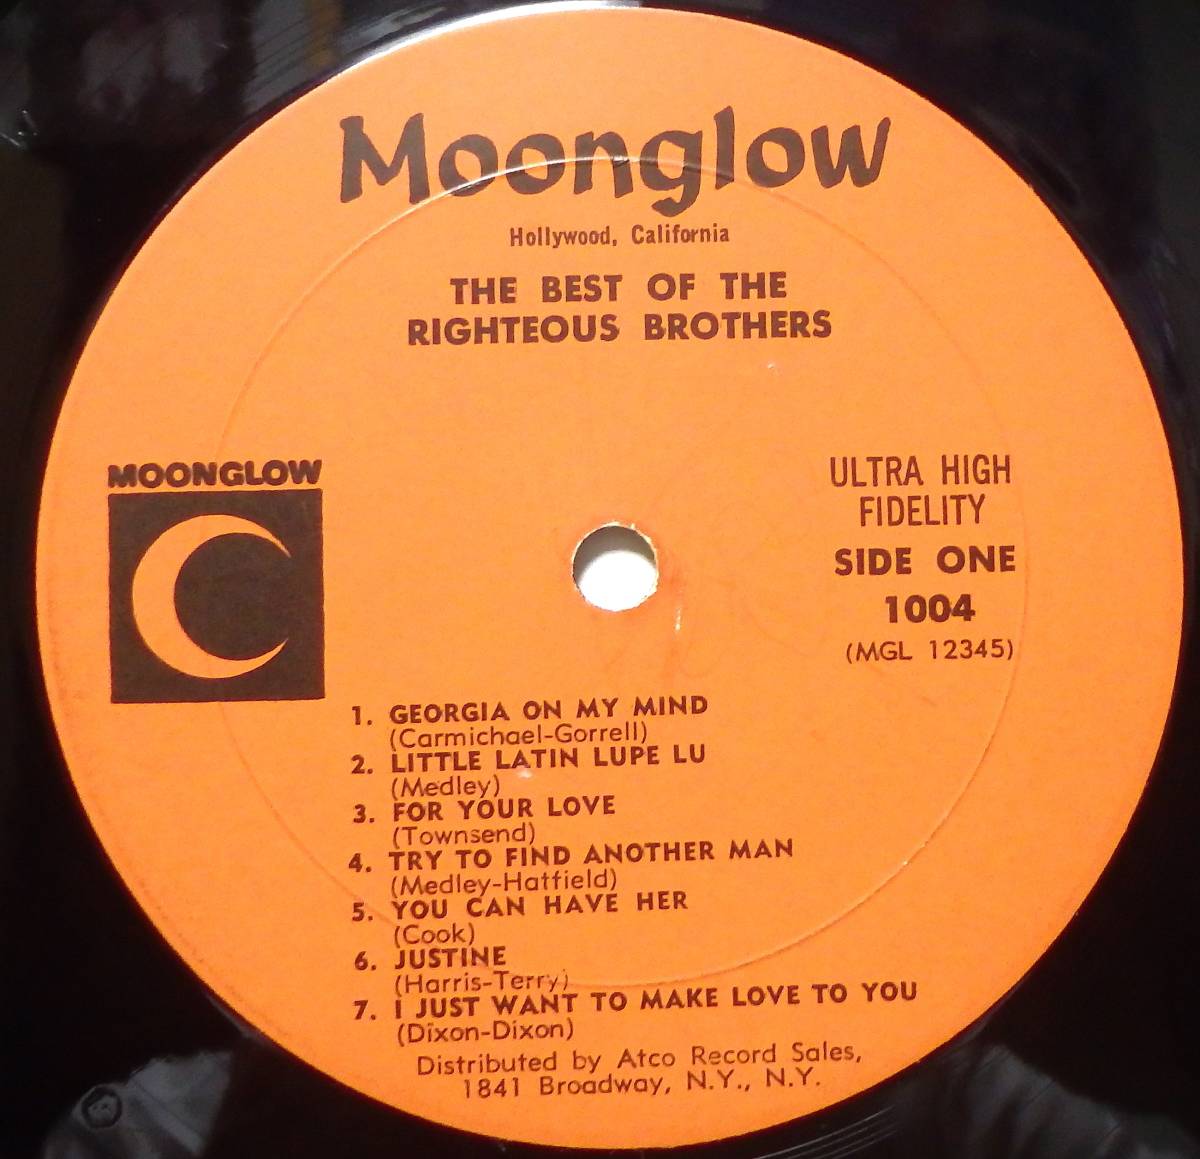 Moonglow
Hollywood, California
THE BEST OF THE
RIGHTEOUS BROTHERS
MOONGLOW
ULTRA HIGH
FIDELITY
SIDE ONE
1004
(MGL 12345)
1. GEORGIA ON MY MIND
(Carmichael-Gorrell)
2. LITTLE LATIN LUPE LU
(Medley)
3. FOR YOUR LOVE
(Townsend)
4. TRY TO FIND ANOTHER MAN
(Medley-Hatfield)
5. YOU CAN HAVE HER
(Cook)
6. JUSTINE
(Harris-Terry)
7. I JUST WANT TO MAKE LOVE TO YOU
(Dixon-Dixon)
Distributed by Atco Record Sales,
1841 Broadway, N.Y., N.Y.